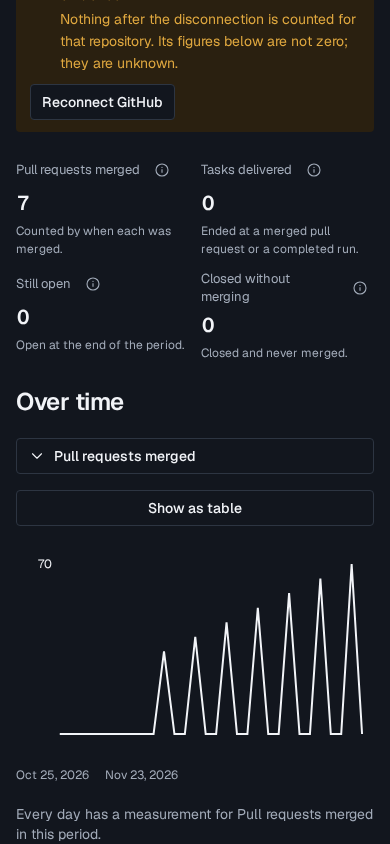 Nothing after the disconnection is counted for
that repository. Its figures below are not zero;
they are unknown.
Reconnect GitHub
Pull requests merged
7
Counted by when each was
merged.
Tasks delivered
0
Ended at a merged pull
request or a completed run.
Still open
0
Open at the end of the period.
Closed without
merging
0
Closed and never merged.
Over time
Pull requests merged
Show as table
70
Oct 25, 2026 Nov 23, 2026
Every day has a measurement for Pull requests merged
in this period.